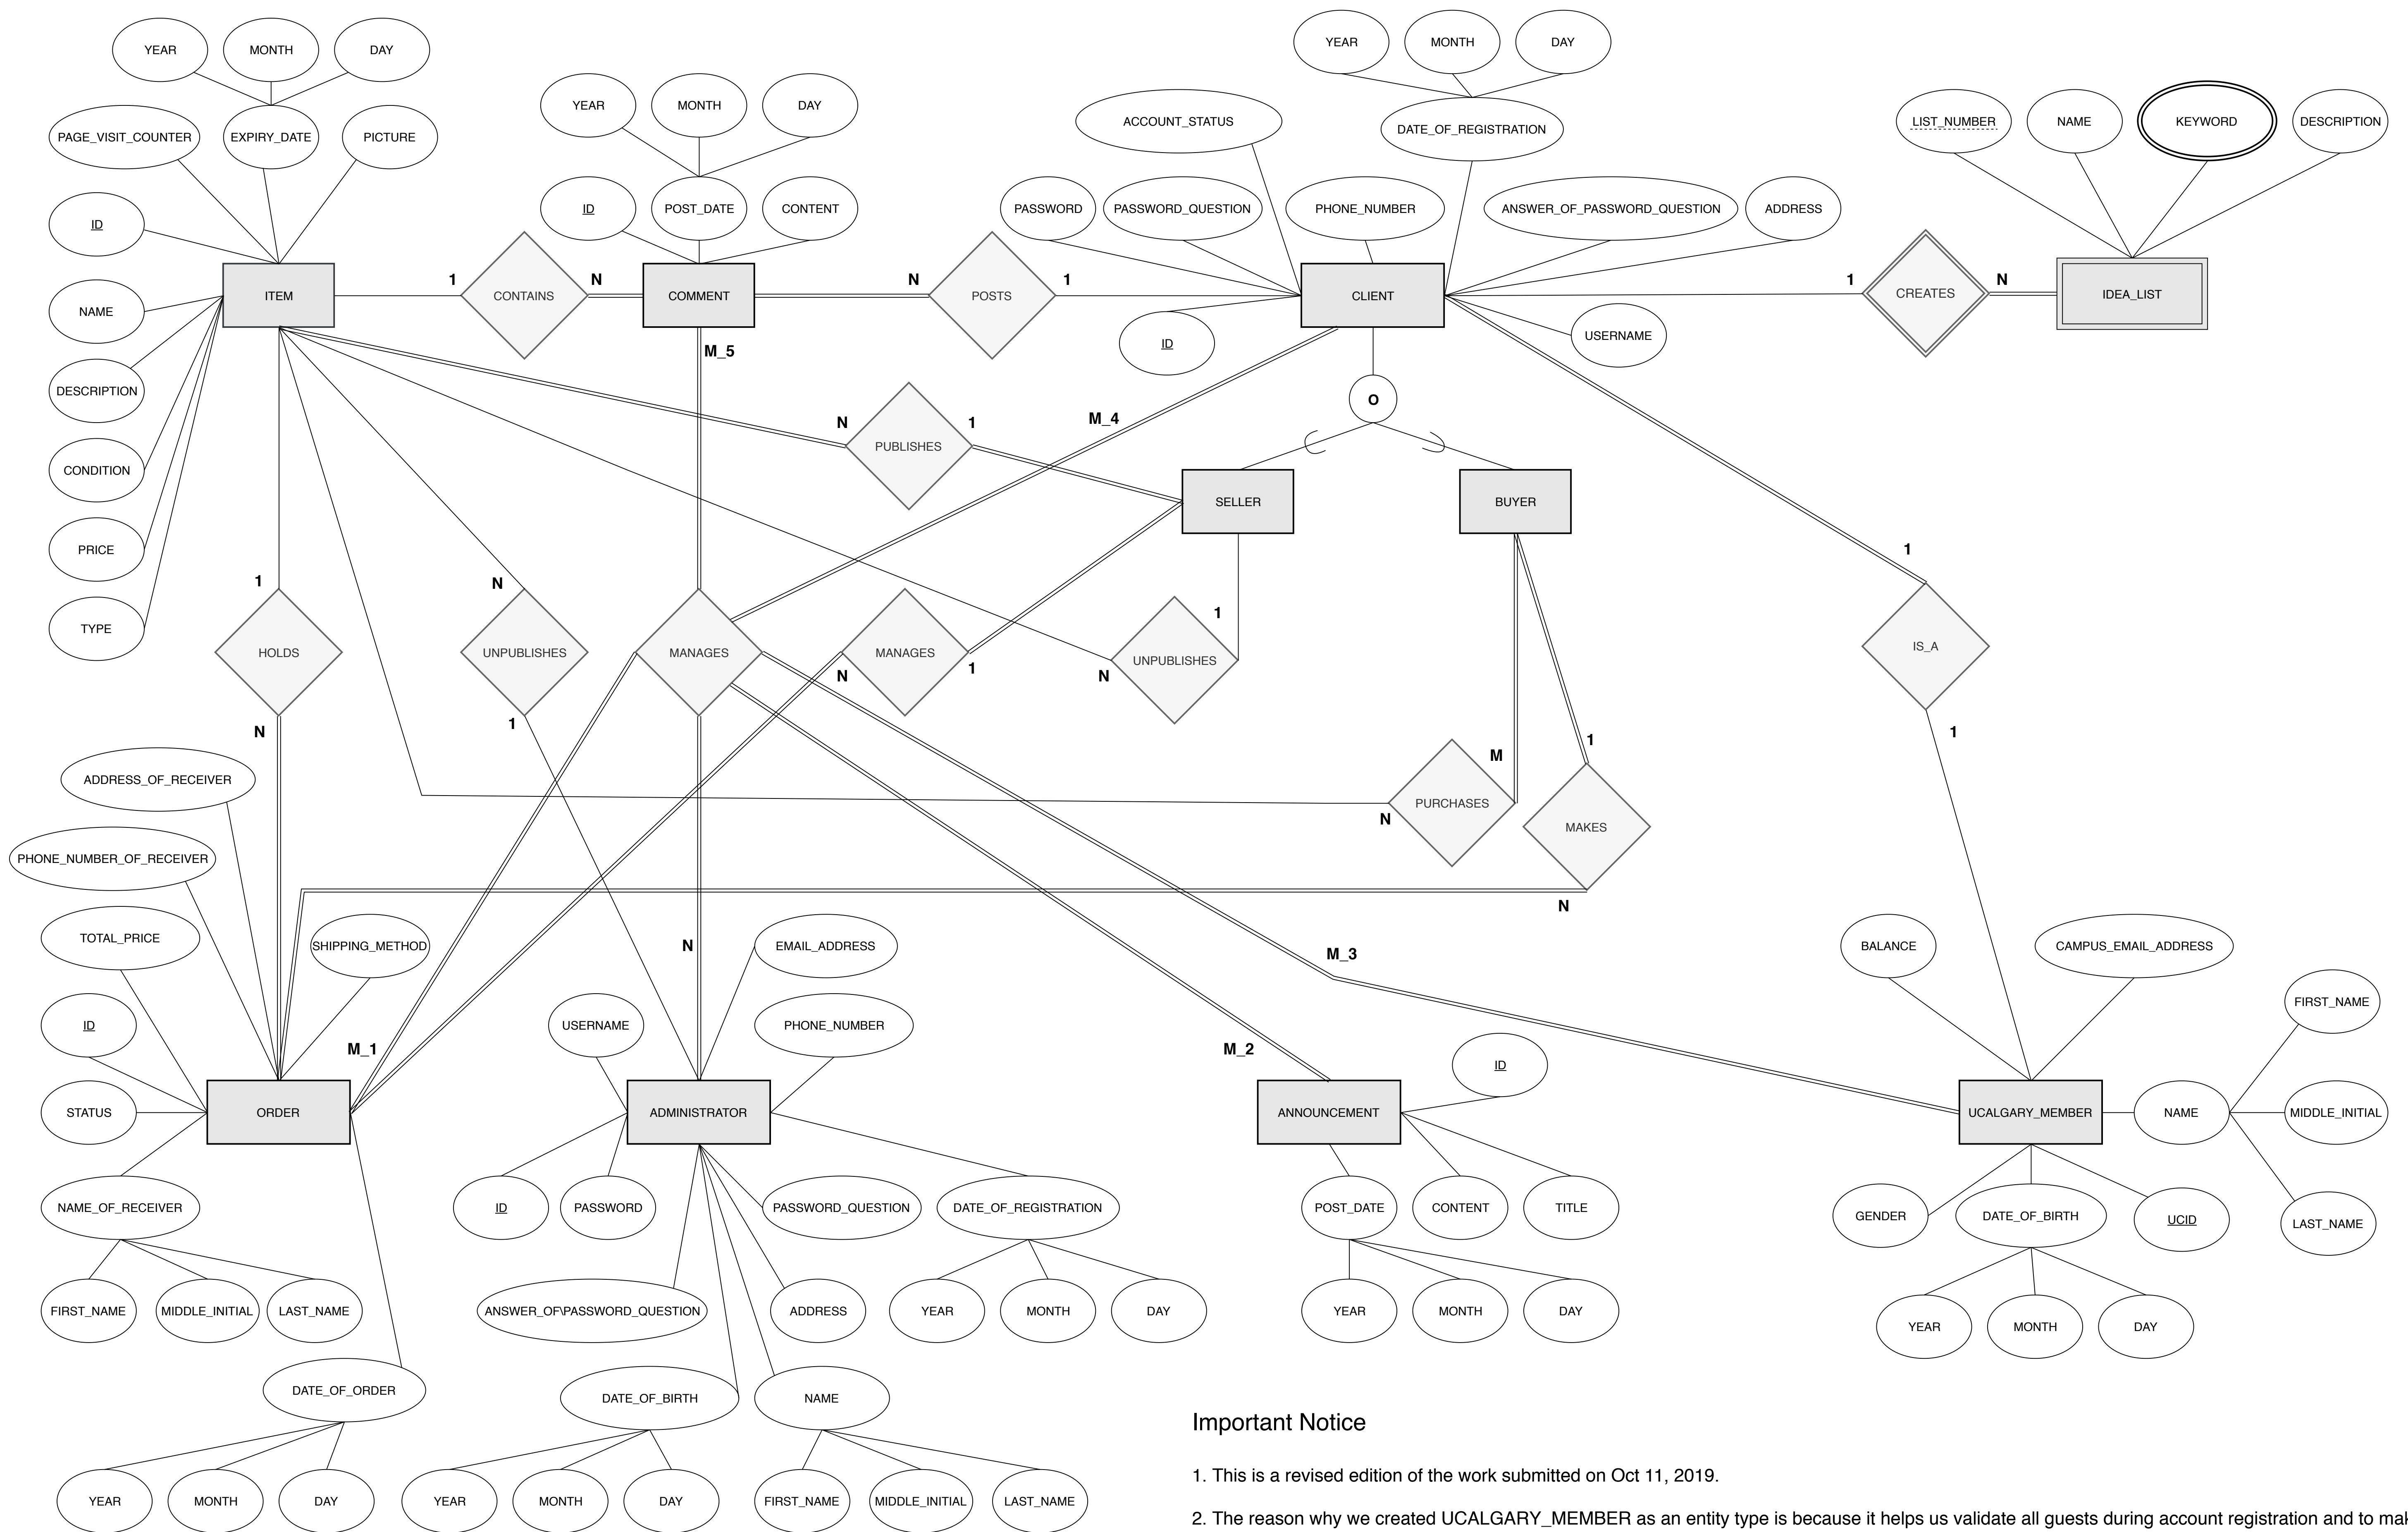 YEAR MONTH DAY
YEAR MONTH DAY
YEAR MONTH DAY
PAGE_VISIT_COUNTER EXPIRY_DATE PICTURE
ACCOUNT_STATUS
DATE_OF_REGISTRATION
LIST_NUMBER NAME KEYWORD DESCRIPTION
ID
ID POST_DATE CONTENT
PASSWORD PASSWORD_QUESTION PHONE_NUMBER ANSWER_OF_PASSWORD_QUESTION ADDRESS
ITEM 1 CONTAINS N COMMENT N POSTS 1 CLIENT 1 CREATES N IDEA_LIST
NAME
M_5
ID
USERNAME
DESCRIPTION
O
M_4
N PUBLISHES 1
CONDITION
SELLER BUYER
PRICE
1
1 N
1
TYPE
HOLDS UNPUBLISHES MANAGES MANAGES UNPUBLISHES IS_A
N 1 N
N 1 1
M 1
ADDRESS_OF_RECEIVER
PURCHASES
N
MAKES
PHONE_NUMBER_OF_RECEIVER
N
TOTAL_PRICE SHIPPING_METHOD
N EMAIL_ADDRESS
M_3
BALANCE CAMPUS_EMAIL_ADDRESS
FIRST_NAME
ID
USERNAME PHONE_NUMBER
M_1
M_2
ID
STATUS ORDER ADMINISTRATOR ANNOUNCEMENT UCALGARY_MEMBER NAME MIDDLE_INITIAL
NAME_OF_RECEIVER
ID PASSWORD PASSWORD_QUESTION DATE_OF_REGISTRATION
POST_DATE CONTENT TITLE
GENDER DATE_OF_BIRTH UCID LAST_NAME
FIRST_NAME MIDDLE_INITIAL LAST_NAME
ANSWER_OF\PASSWORD_QUESTION ADDRESS
YEAR MONTH DAY
YEAR MONTH DAY
YEAR MONTH DAY
DATE_OF_ORDER
DATE_OF_BIRTH NAME
YEAR MONTH DAY
YEAR MONTH DAY
FIRST_NAME MIDDLE_INITIAL LAST_NAME
Important Notice
1. This is a revised edition of the work submitted on Oct 11, 2019.
2. The reason why we created UCALGARY_MEMBER as an entity type is because it helps us validate all guests during account registration and to